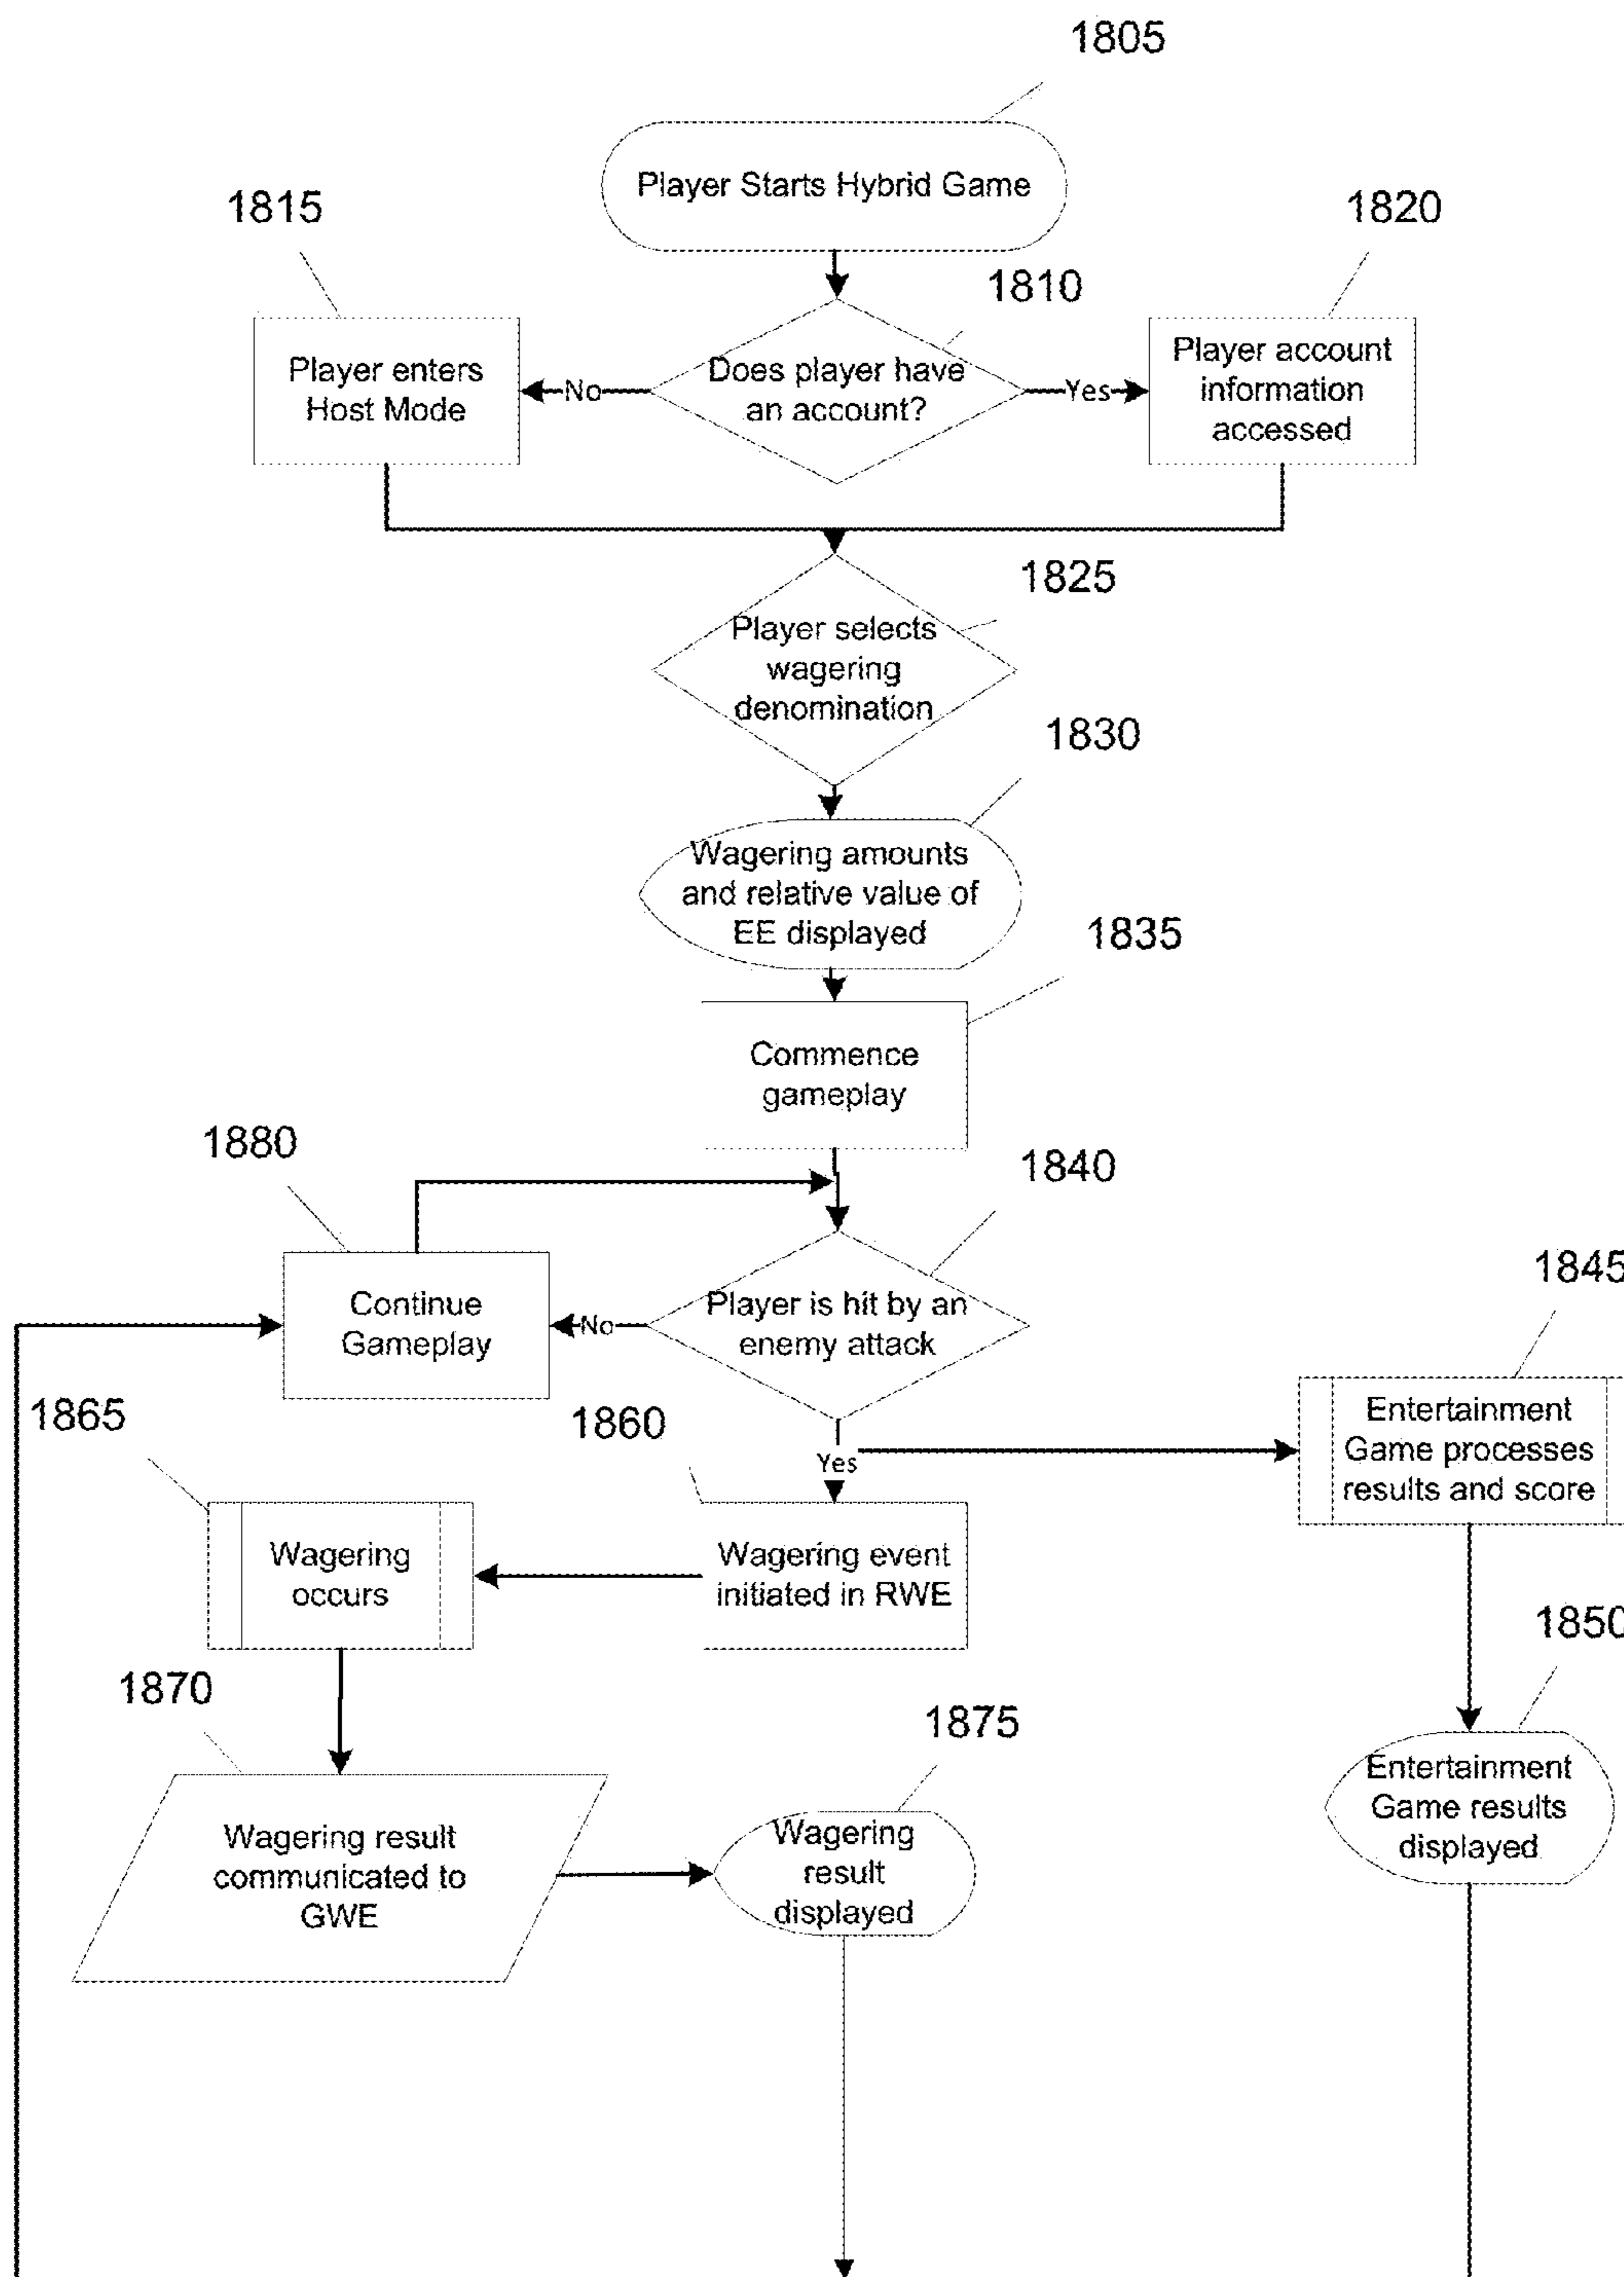 1805
Player Starts Hybrid Game
1815
1820
1810
Player enters
Host Mode
No
Does player have
an account?
Yes
Player account
information
accessed
1825
Player selects
wagering
denomination
1830
Wagering amounts
and relative value of
EE displayed
1835
Commence
gameplay
1880
1840
Continue
Gameplay
No
Player is hit by an
enemy attack
1845
1865
1860
Yes
Entertainment
Game processes
results and score
Wagering
occurs
Wagering event
initiated in RWE
1850
1870
1875
Wagering result
communicated to
GWE
Wagering
result
displayed
Entertainment
Game results
displayed